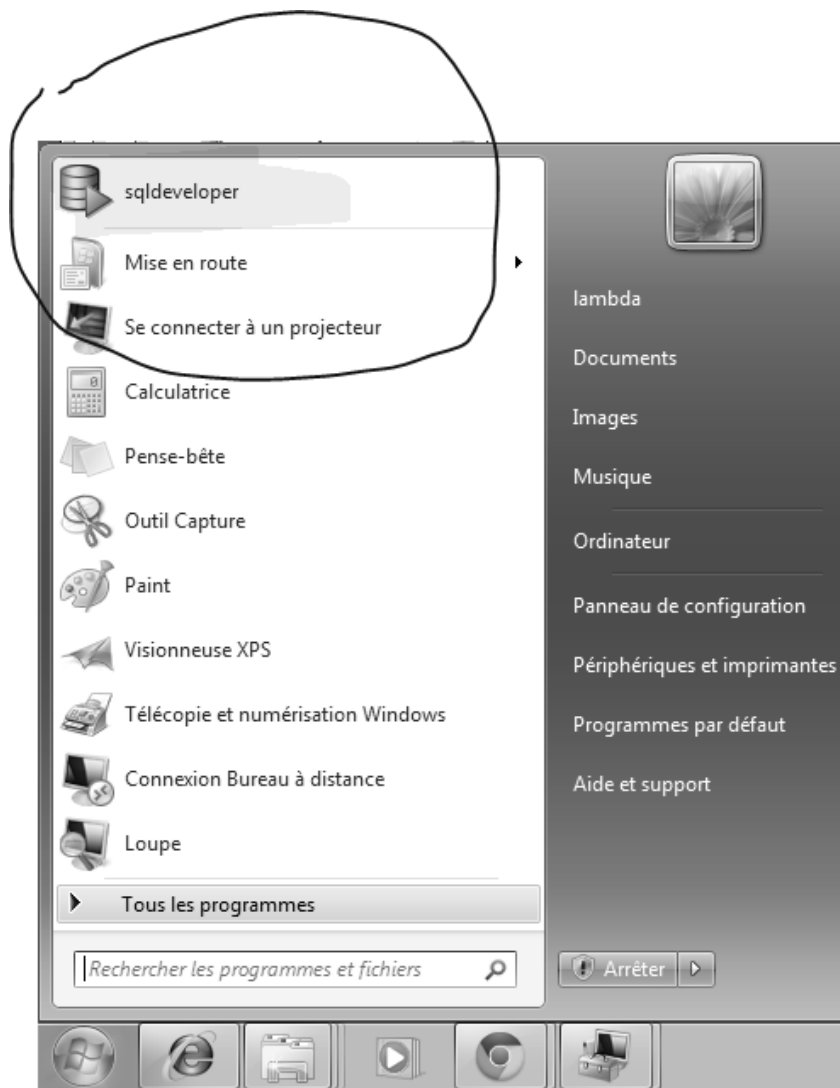 sqldeveloper
Mise en route
Se connecter à un projecteur
Calculatrice
Pense-bête
Outil Capture
Paint
Visionneuse XPS
Télécopie et numérisation Windows
Connexion Bureau à distance
Loupe
Tous les programmes
Rechercher les programmes et fichiers
lambda
Documents
Images
Musique
Ordinateur
Panneau de configuration
Périphériques et imprimantes
Programmes par défaut
Aide et support
Arrêter